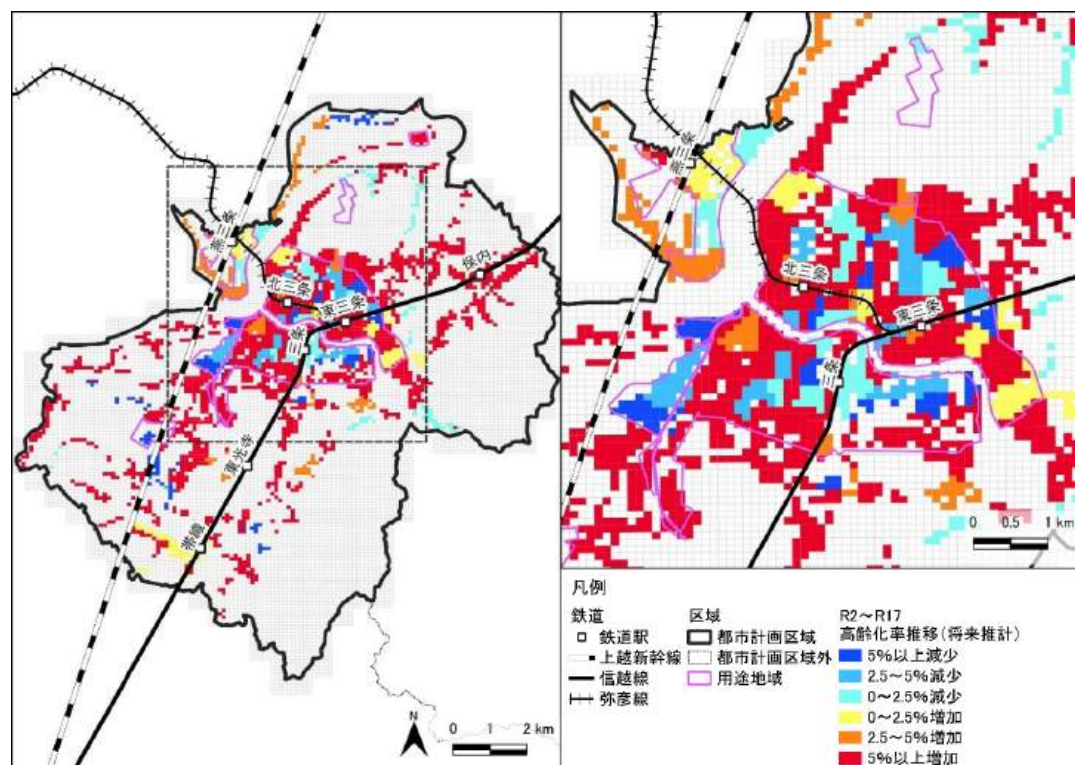 燕三条
北三条
東三条
保内
三条
東光寺
帯織
N
0 1 2 km
燕三条
北三条
東三条
三条
0 0.5 1 km
凡例
鉄道
鉄道駅
上越新幹線
信越線
弥彦線
区域
都市計画区域
都市計画区域外
用途地域
R2～R17
高齢化率推移(将来推計)
5%以上減少
2.5～5%減少
0～2.5%減少
0～2.5%増加
2.5～5%増加
5%以上増加